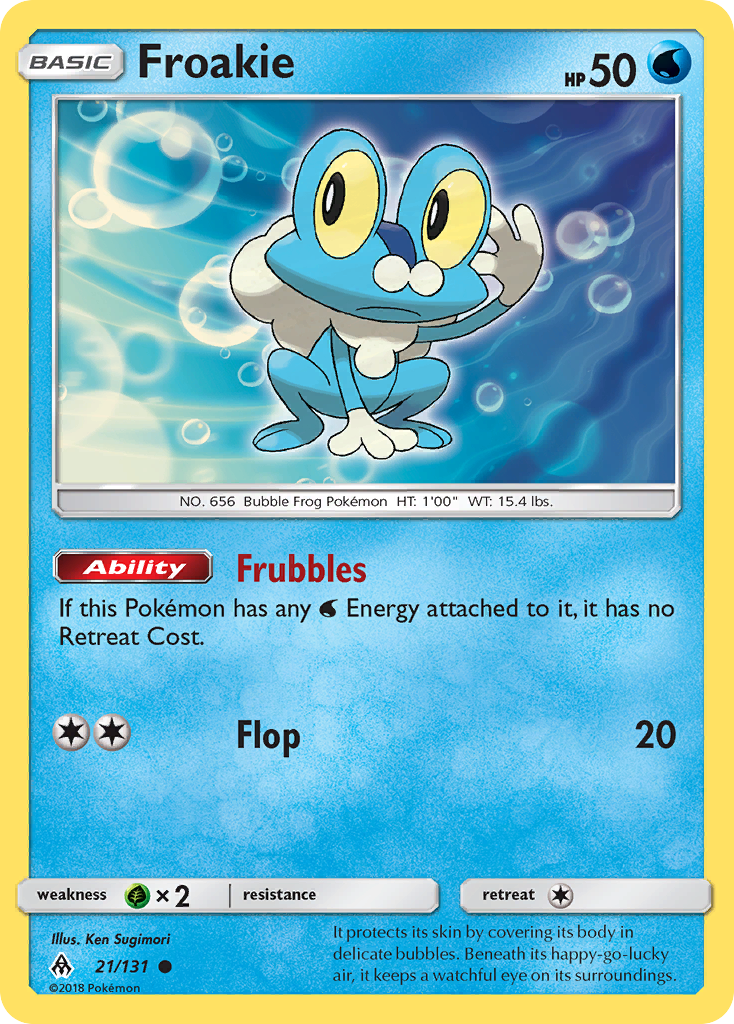 BASIC Froakie HP 50
NO. 656 Bubble Frog Pokémon HT: 1'00" WT: 15.4 lbs.
Ability Frubbles
If this Pokémon has any Energy attached to it, it has no
Retreat Cost.
Flop 20
weakness ×2 resistance retreat
Illus. Ken Sugimori
21/131
©2018 Pokémon
It protects its skin by covering its body in
delicate bubbles. Beneath its happy-go-lucky
air, it keeps a watchful eye on its surroundings.